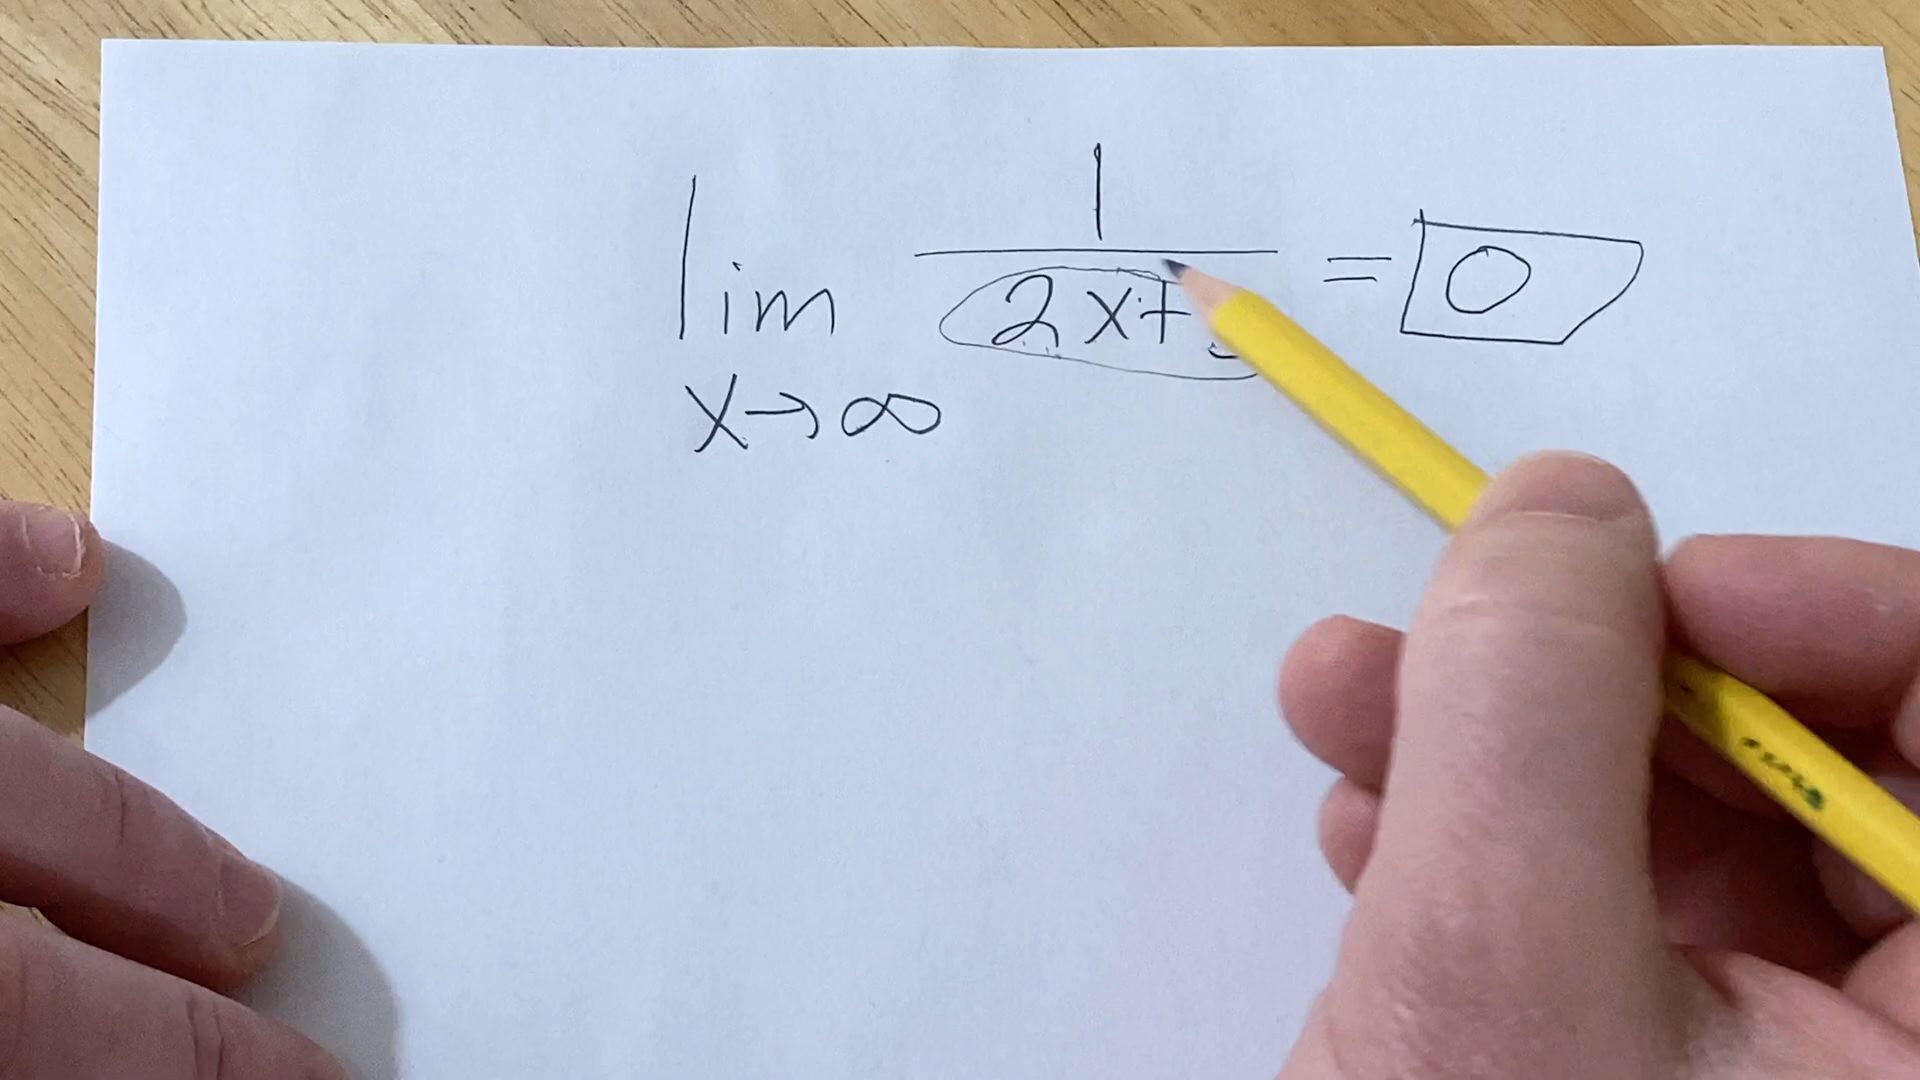 lim 1 / 2x+ = 0
x→∞